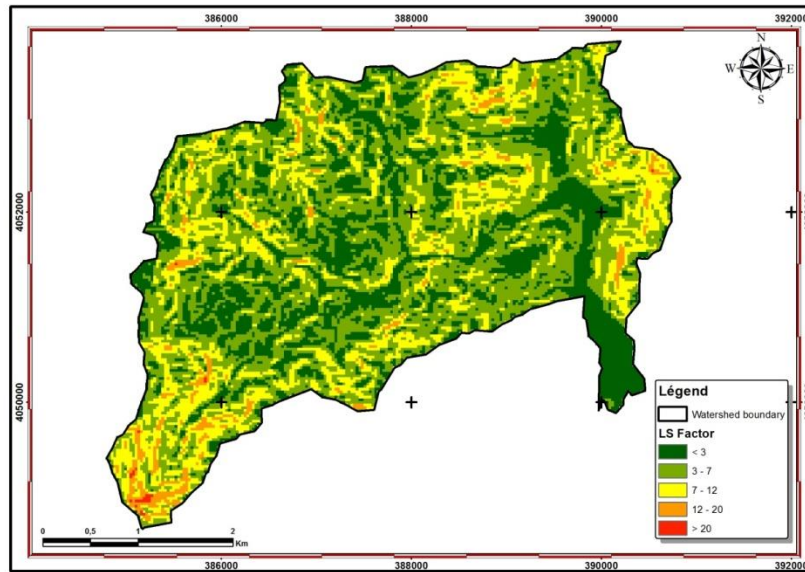 386000 388000 390000 392000
N
W E
S
4052000
4050000
Légend
Watershed boundary
LS Factor
< 3
3 - 7
7 - 12
12 - 20
> 20
0 0,5 1 2
Km
386000 388000 390000 392000